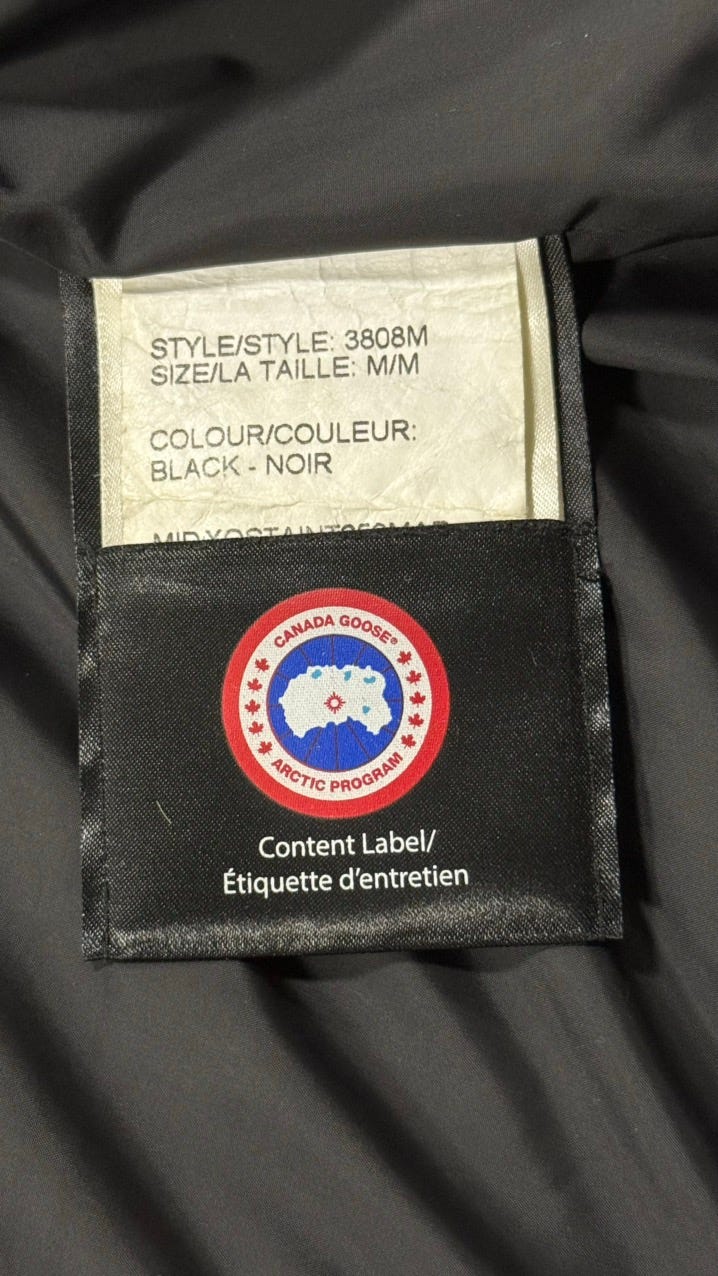 STYLE/STYLE: 3808M
SIZE/LA TAILLE: M/M
COLOUR/COULEUR:
BLACK - NOIR
CANADA GOOSE®
ARCTIC PROGRAM
Content Label/
Étiquette d'entretien